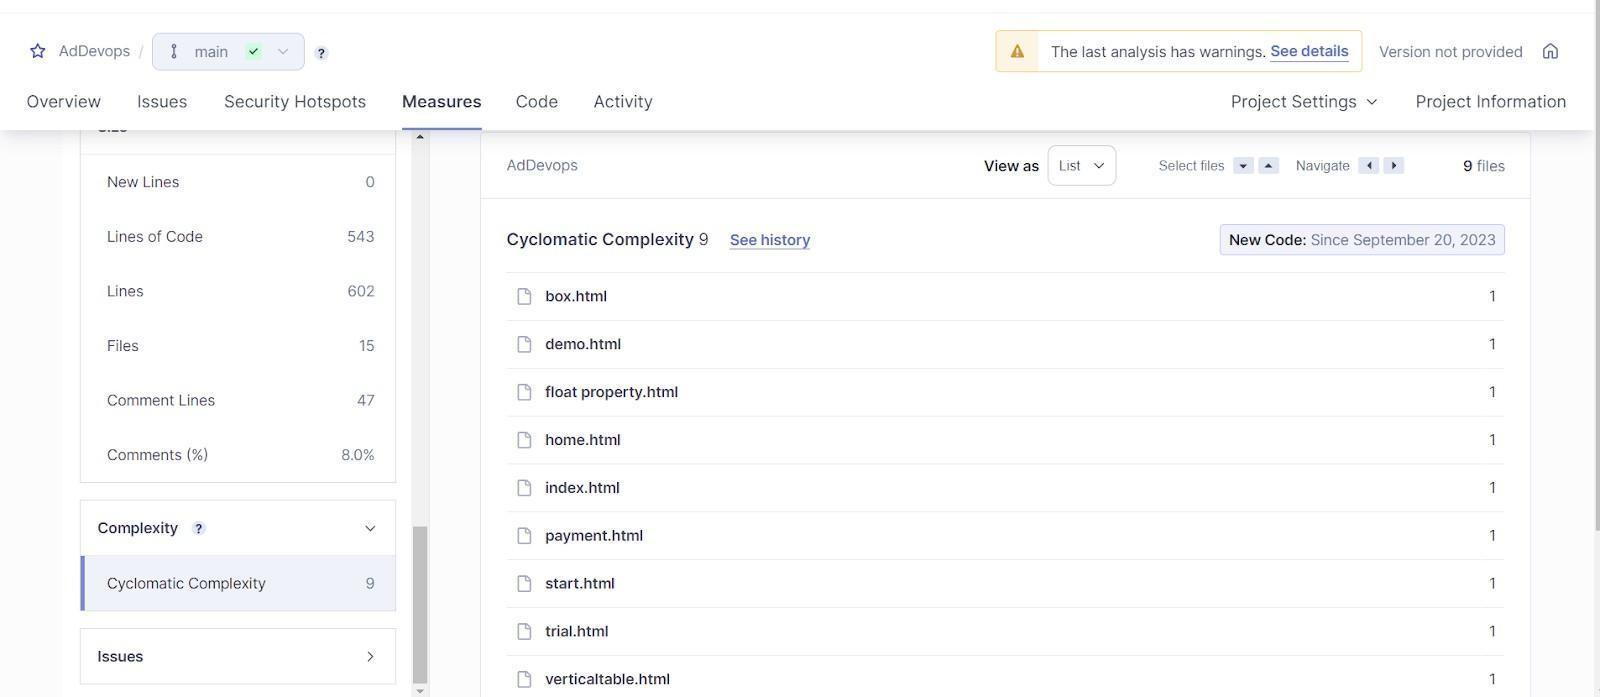 AdDevops / main ?
The last analysis has warnings. See details
Version not provided
Overview Issues Security Hotspots Measures Code Activity
Project Settings Project Information
New Lines 0
Lines of Code 543
Lines 602
Files 15
Comment Lines 47
Comments (%) 8.0%
Complexity ?
Cyclomatic Complexity 9
Issues
AdDevops View as List Select files Navigate 9 files
Cyclomatic Complexity 9 See history New Code: Since September 20, 2023
box.html 1
demo.html 1
float property.html 1
home.html 1
index.html 1
payment.html 1
start.html 1
trial.html 1
verticaltable.html 1